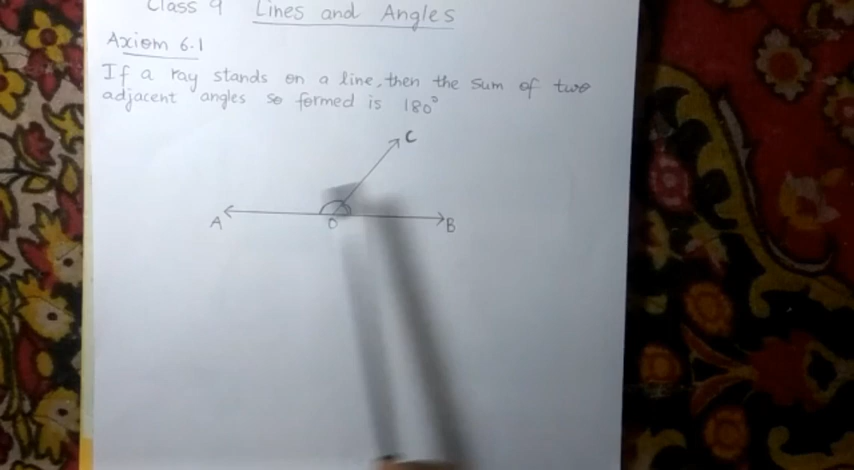 Class 9 Lines and Angles
Axiom 6.1
If a ray stands on a line, then the sum of two
adjacent angles so formed is 180°
C
A O B